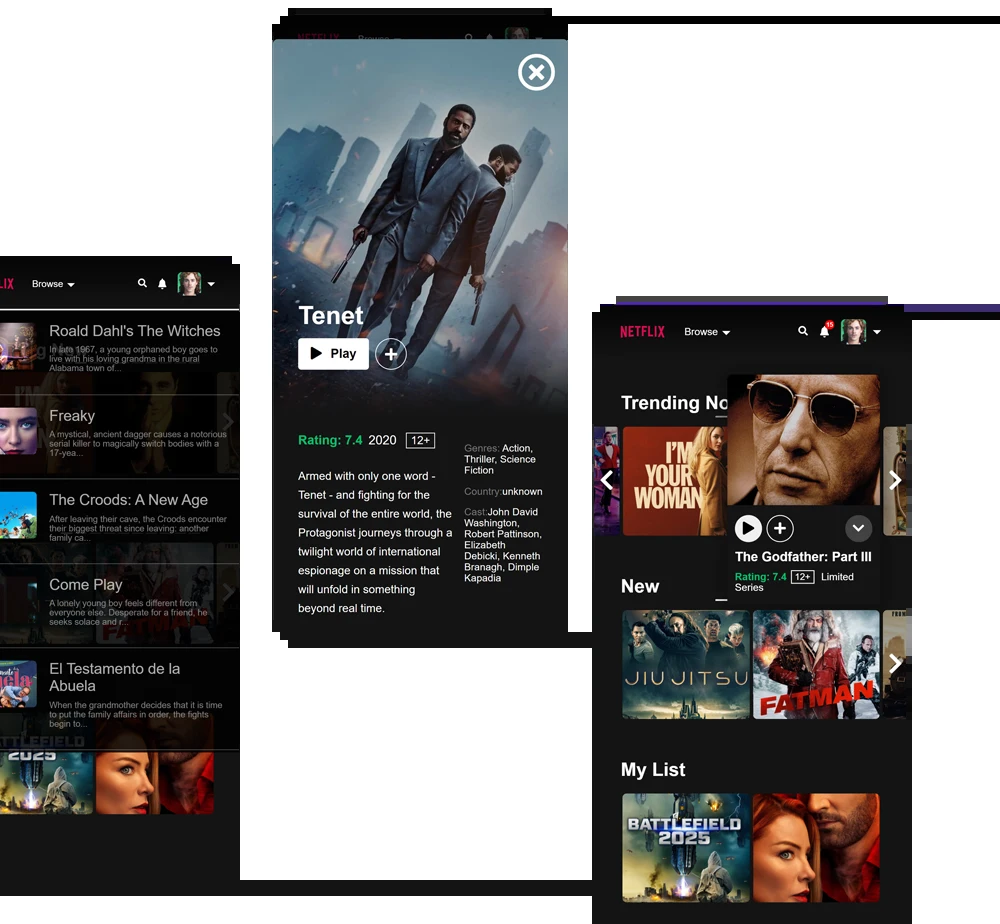 NETFLIX
Browse
Tenet
Play
Rating: 7.4 2020 12+
Armed with only one word -
Tenet - and fighting for the
survival of the entire world, the
Protagonist journeys through a
twilight world of international
espionage on a mission that
will unfold in something
beyond real time.
Genres: Action,
Thriller, Science
Fiction
Country:unknown
Cast:John David
Washington,
Robert Pattinson,
Elizabeth
Debicki, Kenneth
Branagh, Dimple
Kapadia
LIX
Browse
Roald Dahl's The Witches
In late 1967, a young orphaned boy goes to
live with his loving grandma in the rural
Alabama town of...
Freaky
A mystical, ancient dagger causes a notorious
serial killer to magically switch bodies with a
17-yea...
The Croods: A New Age
After leaving their cave, the Croods encounter
their biggest threat since leaving: another
family ca...
Come Play
A lonely young boy feels different from
everyone else. Desperate for a friend, he
seeks solace and r...
FATMAN
El Testamento de la
Abuela
When the grandmother decides that it is time
to put the family affairs in order, the fights
begin to...
2025
NETFLIX
Browse
15
Trending No
I'M
YOUR
WOMAN
The Godfather: Part III
Rating: 7.4 12+ Limited
Series
New
JIU JITSU
FATMAN
My List
BATTLEFIELD
2025